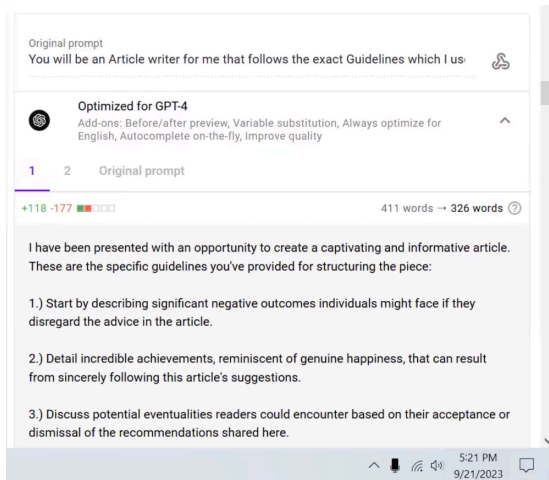 Original prompt
You will be an Article writer for me that follows the exact Guidelines which I us
Optimized for GPT-4
Add-ons: Before/after preview, Variable substitution, Always optimize for
English, Autocomplete on-the-fly, Improve quality
1 2 Original prompt
+118 -177 411 words → 326 words ?
I have been presented with an opportunity to create a captivating and informative article.
These are the specific guidelines you've provided for structuring the piece:
1.) Start by describing significant negative outcomes individuals might face if they
disregard the advice in the article.
2.) Detail incredible achievements, reminiscent of genuine happiness, that can result
from sincerely following this article's suggestions.
3.) Discuss potential eventualities readers could encounter based on their acceptance or
dismissal of the recommendations shared here.
5:21 PM
9/21/2023